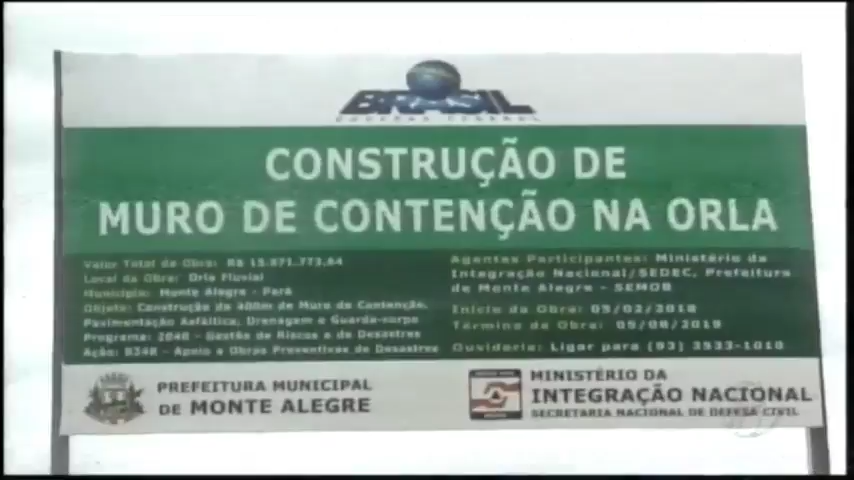 BRASIL
GOVERNO FEDERAL
CONSTRUÇÃO DE
MURO DE CONTENÇÃO NA ORLA
Valor Total da Obra: R$ 15.871.773,64
Local da Obra: Orla Fluvial
Município: Monte Alegre - Pará
Objeto: Construção de 400m de Muro de Contenção,
Pavimentação Asfáltica, Drenagem e Guarda-corpo
Programa: 2040 - Gestão de Riscos e de Desastres
Ação: 8348 - Apoio a Obras Preventivas de Desastres
Agentes Participantes: Ministério da
Integração Nacional/SEDEC, Prefeitura
de Monte Alegre - SEMOB
Início da Obra: 05/02/2018
Término da Obra: 05/08/2019
Ouvidoria: Ligar para (93) 3533-1010
PREFEITURA MUNICIPAL
DE MONTE ALEGRE
MINISTÉRIO DA
INTEGRAÇÃO NACIONAL
SECRETARIA NACIONAL DE DEFESA CIVIL